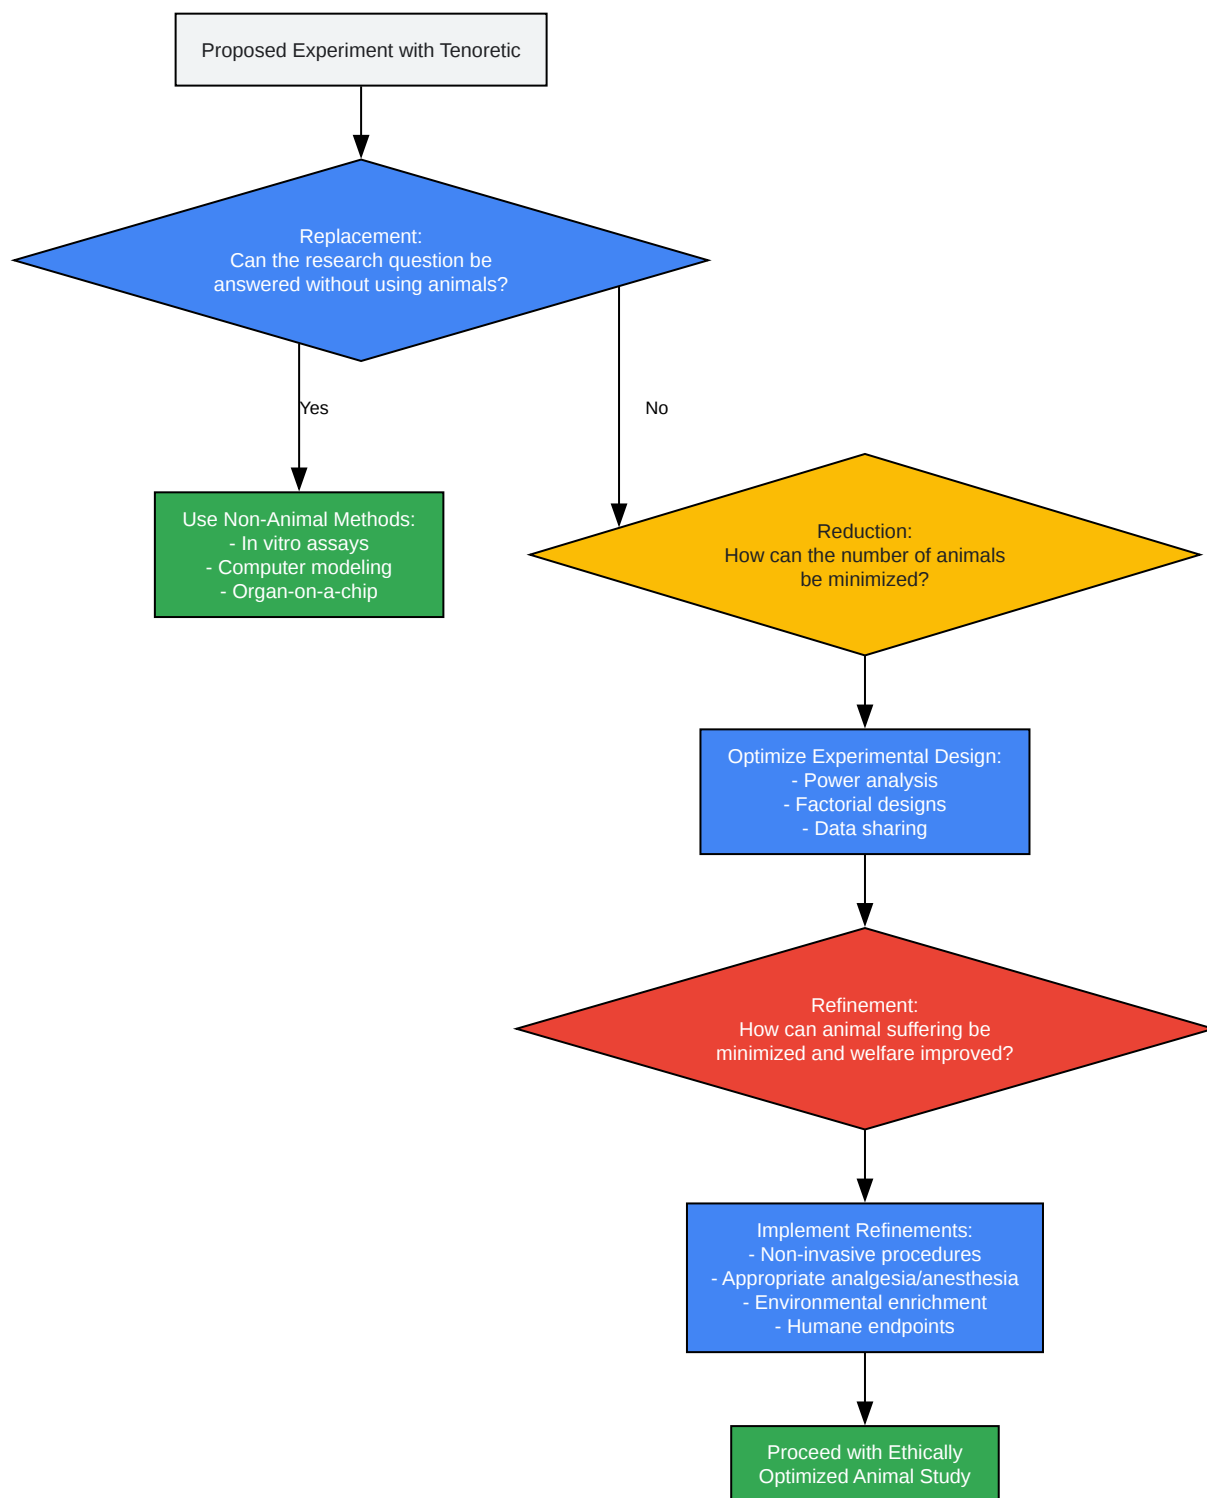 Proposed Experiment with Tenoretic
Replacement:
Can the research question be
answered without using animals?
Yes
No
Use Non-Animal Methods:
- In vitro assays
- Computer modeling
- Organ-on-a-chip
Reduction:
How can the number of animals
be minimized?
Optimize Experimental Design:
- Power analysis
- Factorial designs
- Data sharing
Refinement:
How can animal suffering be
minimized and welfare improved?
Implement Refinements:
- Non-invasive procedures
- Appropriate analgesia/anesthesia
- Environmental enrichment
- Humane endpoints
Proceed with Ethically
Optimized Animal Study